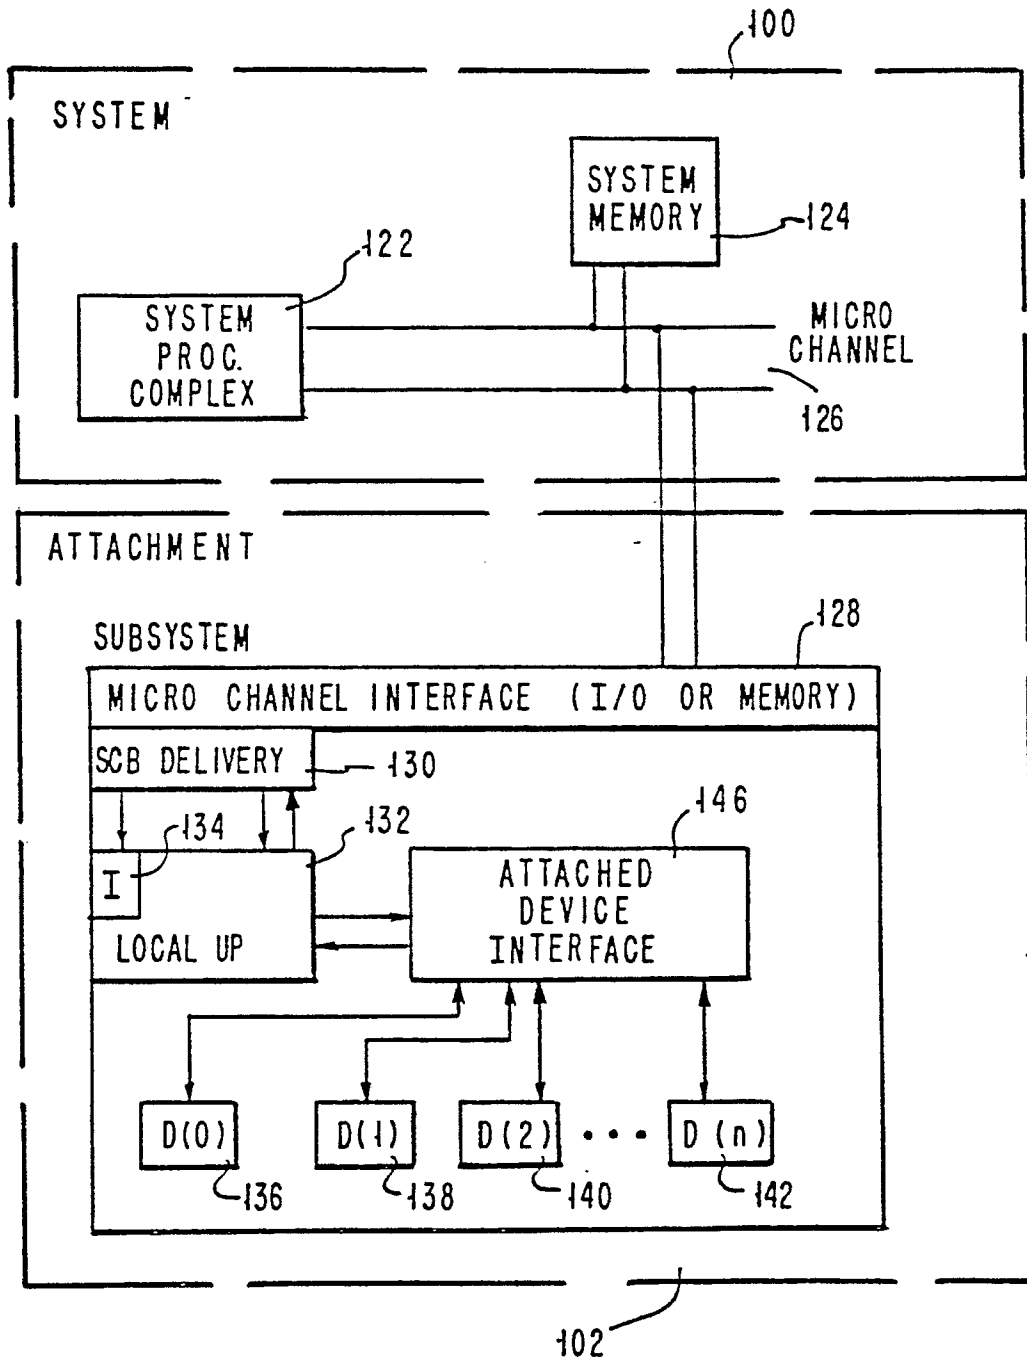 100
SYSTEM
SYSTEM
MEMORY
124
122
SYSTEM
PROC.
COMPLEX
MICRO
CHANNEL
126
ATTACHMENT
SUBSYSTEM
128
MICRO CHANNEL INTERFACE (I/O OR MEMORY)
SCB DELIVERY
130
134
132
146
I
LOCAL UP
ATTACHED
DEVICE
INTERFACE
D(0)
D(1)
D(2)
• • •
D(n)
136
138
140
142
102